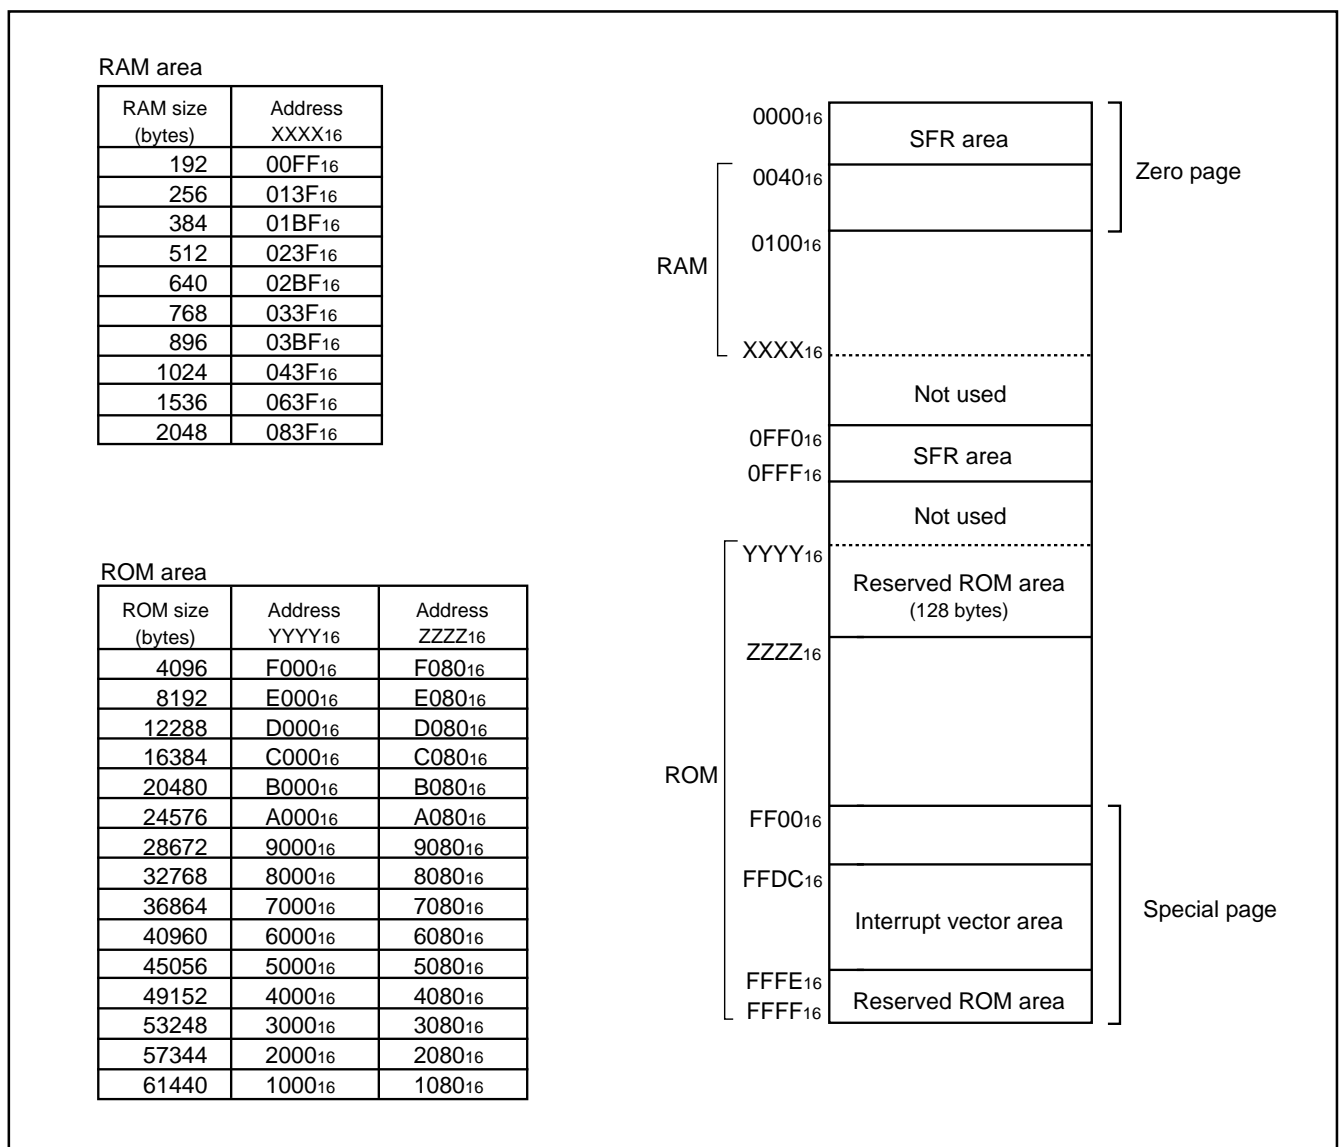 RAM area
RAM size (bytes) Address XXXX16
192 00FF16
256 013F16
384 01BF16
512 023F16
640 02BF16
768 033F16
896 03BF16
1024 043F16
1536 063F16
2048 083F16
ROM area
ROM size (bytes) Address YYYY16 Address ZZZZ16
4096 F00016 F08016
8192 E00016 E08016
12288 D00016 D08016
16384 C00016 C08016
20480 B00016 B08016
24576 A00016 A08016
28672 900016 908016
32768 800016 808016
36864 700016 708016
40960 600016 608016
45056 500016 508016
49152 400016 408016
53248 300016 308016
57344 200016 208016
61440 100016 108016
000016
SFR area
Zero page
004016
010016
RAM
XXXX16
Not used
0FF016
SFR area
0FFF16
Not used
YYYY16
Reserved ROM area
(128 bytes)
ZZZZ16
ROM
FF0016
FFDC16
Interrupt vector area
Special page
FFFE16
Reserved ROM area
FFFF16